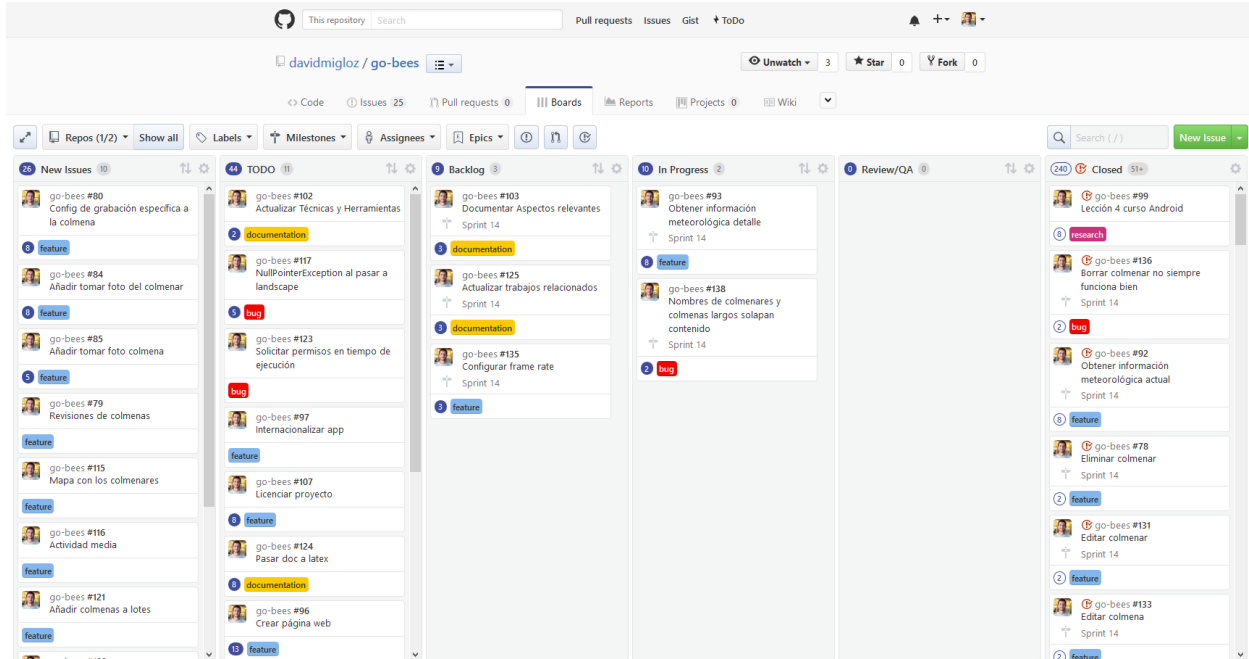 This repository Search Pull requests Issues Gist ToDo
davidmigloz / go-bees Unwatch 3 Star 0 Fork 0
Code Issues 25 Pull requests 0 Boards Reports Projects 0 Wiki
Repos (1/2) Show all Labels Milestones Assignees Epics Search ( / ) New Issue
26 New Issues 10
go-bees #80
Config de grabación específica a
la colmena
8 feature
go-bees #84
Añadir tomar foto del colmenar
8 feature
go-bees #85
Añadir tomar foto colmena
5 feature
go-bees #79
Revisiones de colmenas
feature
go-bees #115
Mapa con los colmenares
feature
go-bees #116
Actividad media
feature
go-bees #121
Añadir colmenas a lotes
feature
44 TODO 11
go-bees #102
Actualizar Técnicas y Herramientas
2 documentation
go-bees #117
NullPointerException al pasar a
landscape
5 bug
go-bees #123
Solicitar permisos en tiempo de
ejecución
bug
go-bees #97
Internacionalizar app
feature
go-bees #107
Licenciar proyecto
8 feature
go-bees #124
Pasar doc a latex
8 documentation
go-bees #96
Crear página web
13 feature
9 Backlog 3
go-bees #103
Documentar Aspectos relevantes
Sprint 14
3 documentation
go-bees #125
Actualizar trabajos relacionados
Sprint 14
3 documentation
go-bees #135
Configurar frame rate
Sprint 14
3 feature
10 In Progress 2
go-bees #93
Obtener información
meteorológica detalle
Sprint 14
8 feature
go-bees #138
Nombres de colmenares y
colmenas largos solapan
contenido
Sprint 14
2 bug
0 Review/QA 0
240 Closed 51+
go-bees #99
Lección 4 curso Android
8 research
go-bees #136
Borrar colmenar no siempre
funciona bien
Sprint 14
2 bug
go-bees #92
Obtener información
meteorológica actual
Sprint 14
8 feature
go-bees #78
Eliminar colmenar
Sprint 14
2 feature
go-bees #131
Editar colmenar
Sprint 14
2 feature
go-bees #133
Editar colmena
Sprint 14
2 feature